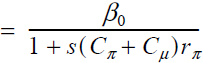 = β₀ / 1 + s(C_π + C_μ)r_π